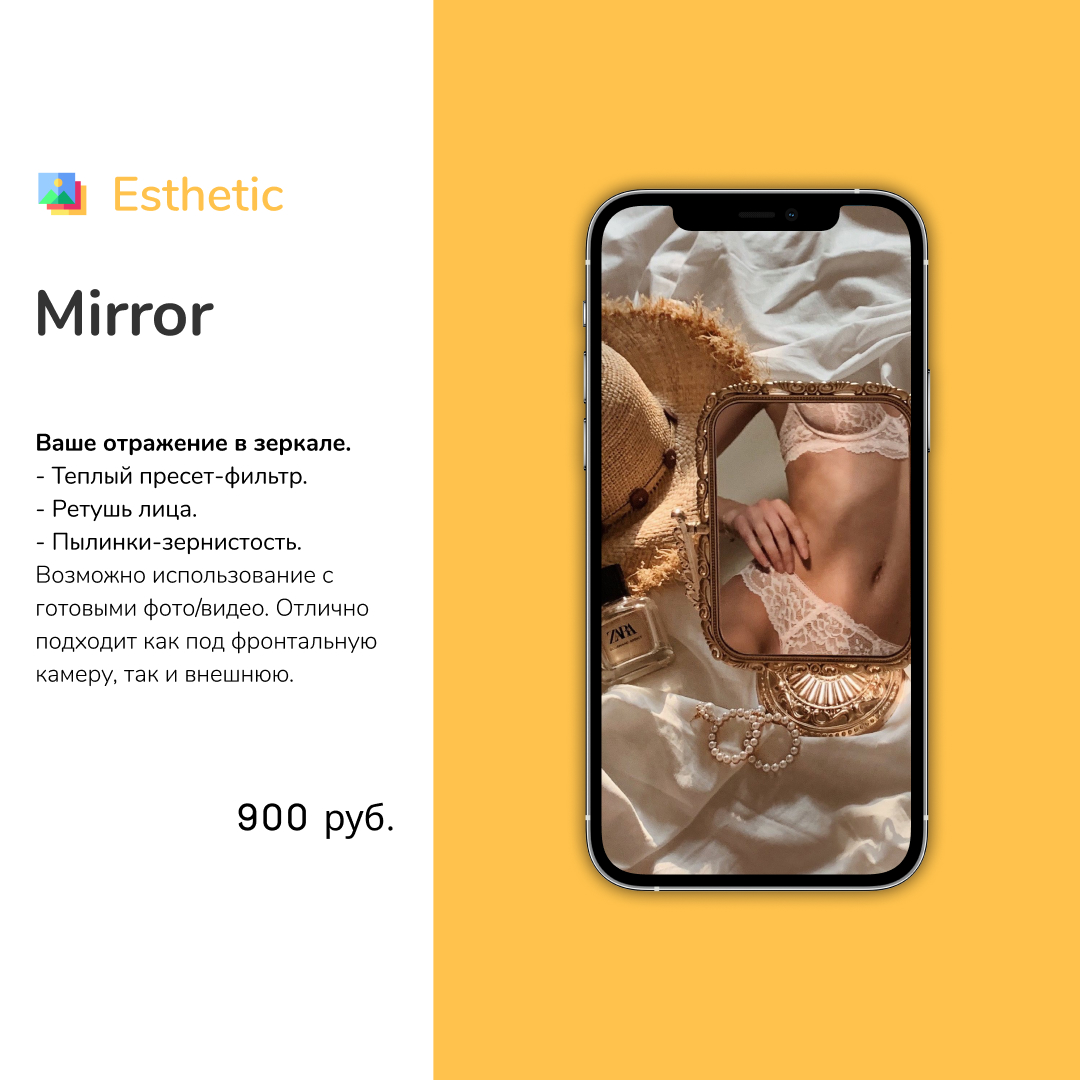 Esthetic
Mirror
Ваше отражение в зеркале.
- Теплый пресет-фильтр.
- Ретушь лица.
- Пылинки-зернистость.
Возможно использование с
готовыми фото/видео. Отлично
подходит как под фронтальную
камеру, так и внешнюю.
ZARA
900 руб.